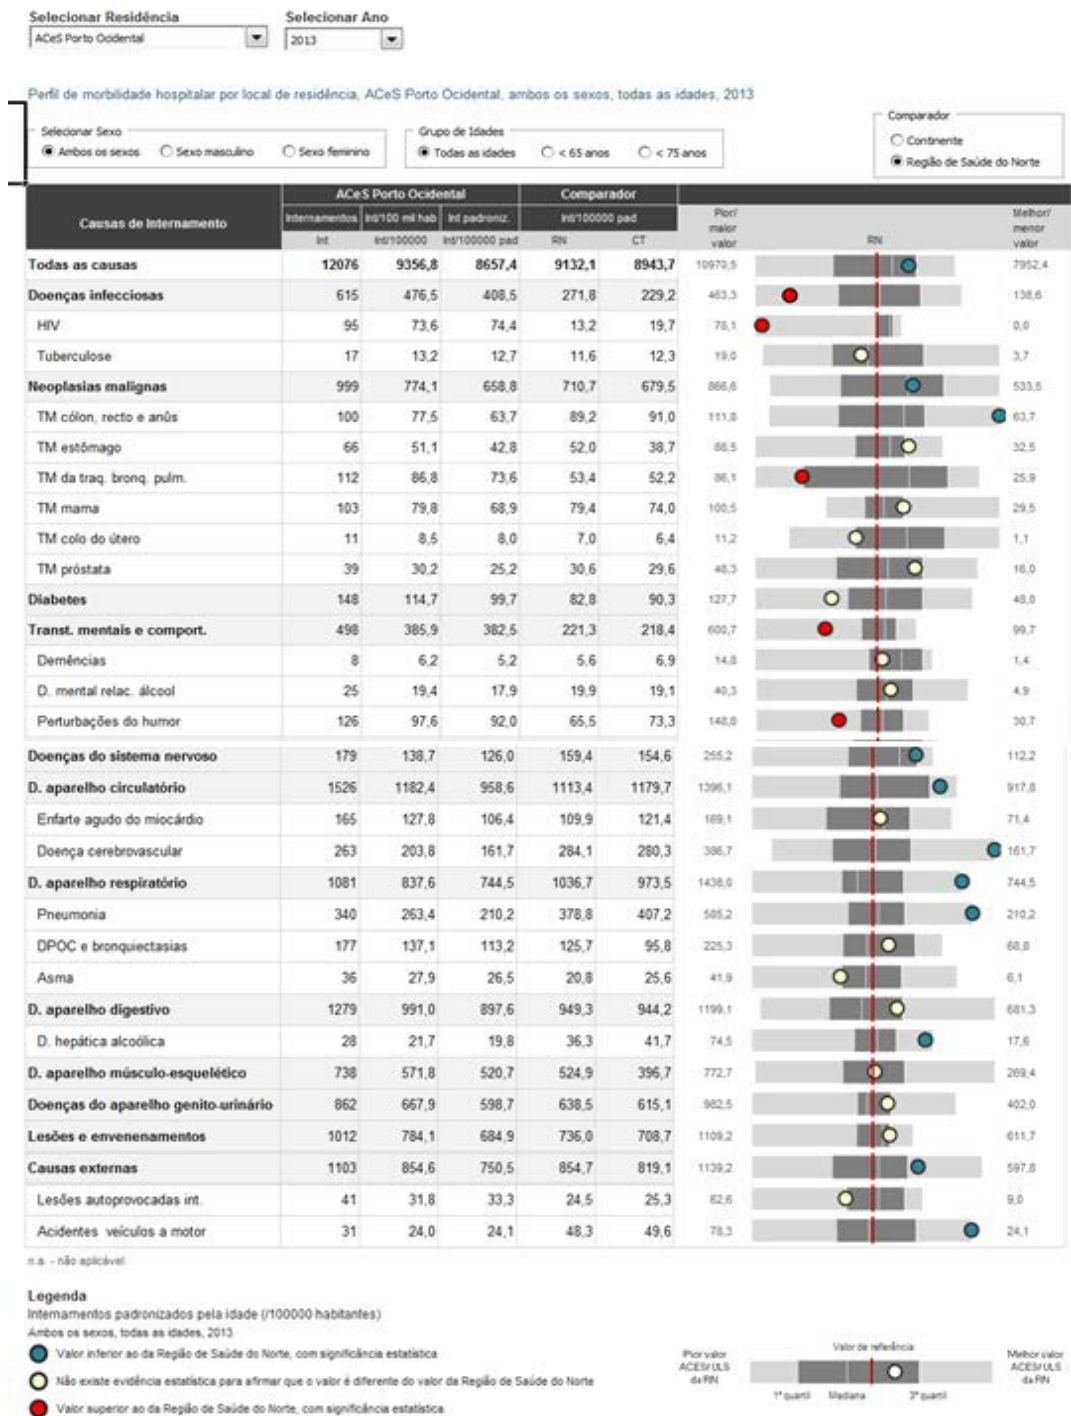 Selecionar Residência Selecionar Ano
ACeS Porto Ocidental 2013
Perfil de morbilidade hospitalar por local de residência, ACeS Porto Ocidental, ambos os sexos, todas as idades, 2013
Comparador
Selecionar Sexo Grupo de Idades
Continente
Ambos os sexos Sexo masculino Sexo feminino Todas as idades < 65 anos < 75 anos
Região de Saúde do Norte
Causas de Internamento ACeS Porto Ocidental Comparador
Internamentos Int/100 mil hab Int padroniz. Int/100000 pad Pior/ maior valor RN Melhor/ menor valor
Int Int/100000 Int/100000 pad RN CT
Todas as causas 12076 9356,8 8657,4 9132,1 8943,7 10970,5 7952,4
Doenças infecciosas 615 476,5 408,5 271,8 229,2 463,3 138,6
HIV 95 73,6 74,4 13,2 19,7 78,1 0,0
Tuberculose 17 13,2 12,7 11,6 12,3 19,0 3,7
Neoplasias malignas 999 774,1 658,8 710,7 679,5 866,6 533,5
TM cólon, recto e anûs 100 77,5 63,7 89,2 91,0 111,8 63,7
TM estômago 66 51,1 42,8 52,0 38,7 88,5 32,5
TM da traq. bronq. pulm. 112 86,8 73,6 53,4 52,2 86,1 25,9
TM mama 103 79,8 68,9 79,4 74,0 100,5 29,5
TM colo do útero 11 8,5 8,0 7,0 6,4 11,2 1,1
TM próstata 39 30,2 25,2 30,6 29,6 48,3 16,0
Diabetes 148 114,7 99,7 82,8 90,3 127,7 48,0
Transt. mentais e comport. 498 385,9 382,5 221,3 218,4 600,7 99,7
Demências 8 6,2 5,2 5,6 6,9 14,8 1,4
D. mental relac. álcool 25 19,4 17,9 19,9 19,1 40,3 4,9
Perturbações do humor 126 97,6 92,0 65,5 73,3 148,8 30,7
Doenças do sistema nervoso 179 138,7 126,0 159,4 154,6 255,2 112,2
D. aparelho circulatório 1526 1182,4 958,6 1113,4 1179,7 1396,1 917,8
Enfarte agudo do miocárdio 165 127,8 106,4 109,9 121,4 169,1 71,4
Doença cerebrovascular 263 203,8 161,7 284,1 280,3 386,7 161,7
D. aparelho respiratório 1081 837,6 744,5 1036,7 973,5 1438,0 744,5
Pneumonia 340 263,4 210,2 378,8 407,2 585,2 210,2
DPOC e bronquiectasias 177 137,1 113,2 125,7 95,8 225,3 68,8
Asma 36 27,9 26,5 20,8 25,6 41,9 6,1
D. aparelho digestivo 1279 991,0 897,6 949,3 944,2 1199,1 681,3
D. hepática alcoólica 28 21,7 19,8 36,3 41,7 74,5 17,6
D. aparelho músculo-esquelético 738 571,8 520,7 524,9 396,7 772,7 269,4
Doenças do aparelho genito-urinário 862 667,9 598,7 638,5 615,1 982,5 402,0
Lesões e envenenamentos 1012 784,1 684,9 736,0 708,7 1109,2 611,7
Causas externas 1103 854,6 750,5 854,7 819,1 1139,2 597,8
Lesões autoprovocadas int. 41 31,8 33,3 24,5 25,3 62,6 9,0
Acidentes veículos a motor 31 24,0 24,1 48,3 49,6 78,3 24,1
n.a. - não aplicável
Legenda
Internamentos padronizados pela idade (/100000 habitantes)
Ambos os sexos, todas as idades, 2013
Valor inferior ao da Região de Saúde do Norte, com significância estatística
Não existe evidência estatística para afirmar que o valor é diferente do valor da Região de Saúde do Norte
Valor superior ao da Região de Saúde do Norte, com significância estatística
Valor de referência
Pior valor ACES/ULS da RN Melhor valor ACES/ULS da RN
1º quartil Mediana 3º quartil